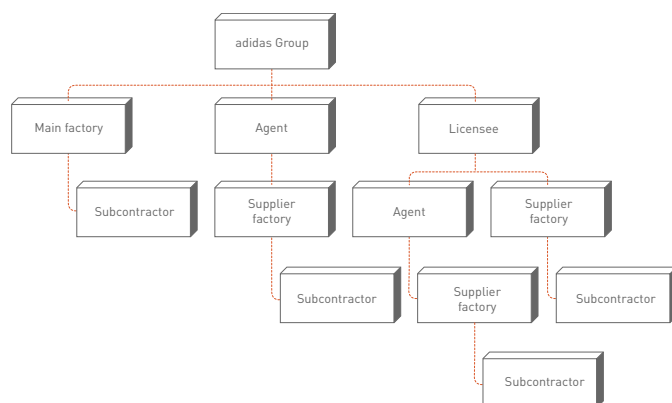 adidas Group
Main factory
Agent
Licensee
Subcontractor
Supplier
factory
Agent
Supplier
factory
Subcontractor
Supplier
factory
Subcontractor
Subcontractor